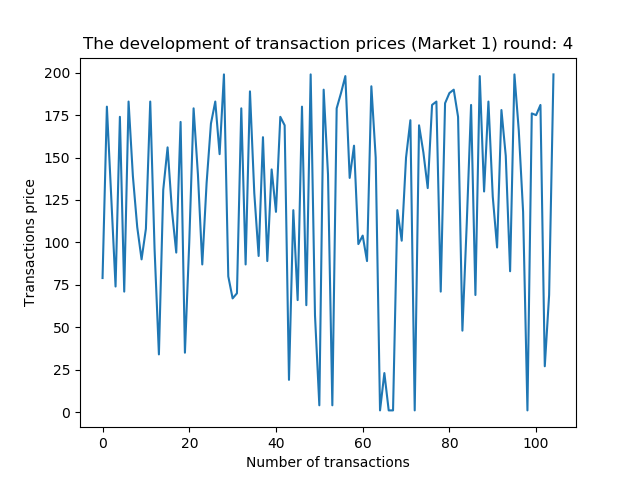 The development of transaction prices (Market 1) round: 4
200
175
150
125
100
75
50
25
0
Transactions price
0 20 40 60 80 100
Number of transactions